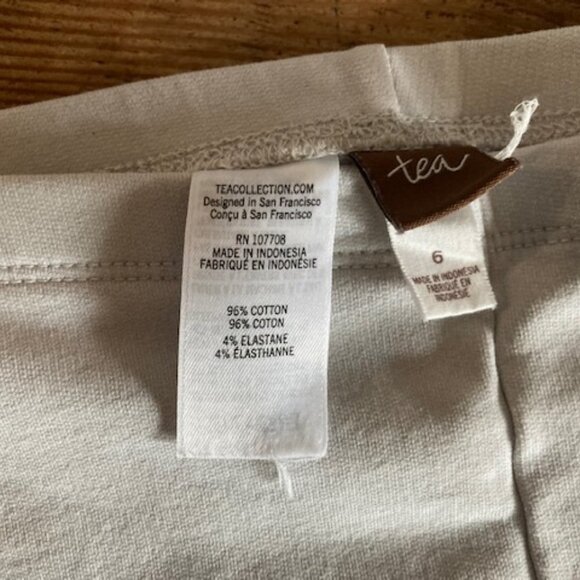 TEACOLLECTION.COM
Designed in San Francisco
Conçu à San Francisco
RN 107708
MADE IN INDONESIA
FABRIQUÉ EN INDONÉSIE
96% COTTON
96% COTON
4% ELASTANE
4% ÉLASTHANNE
tea
6
MADE IN INDONESIA
FABRIQUÉ EN
INDONÉSIE